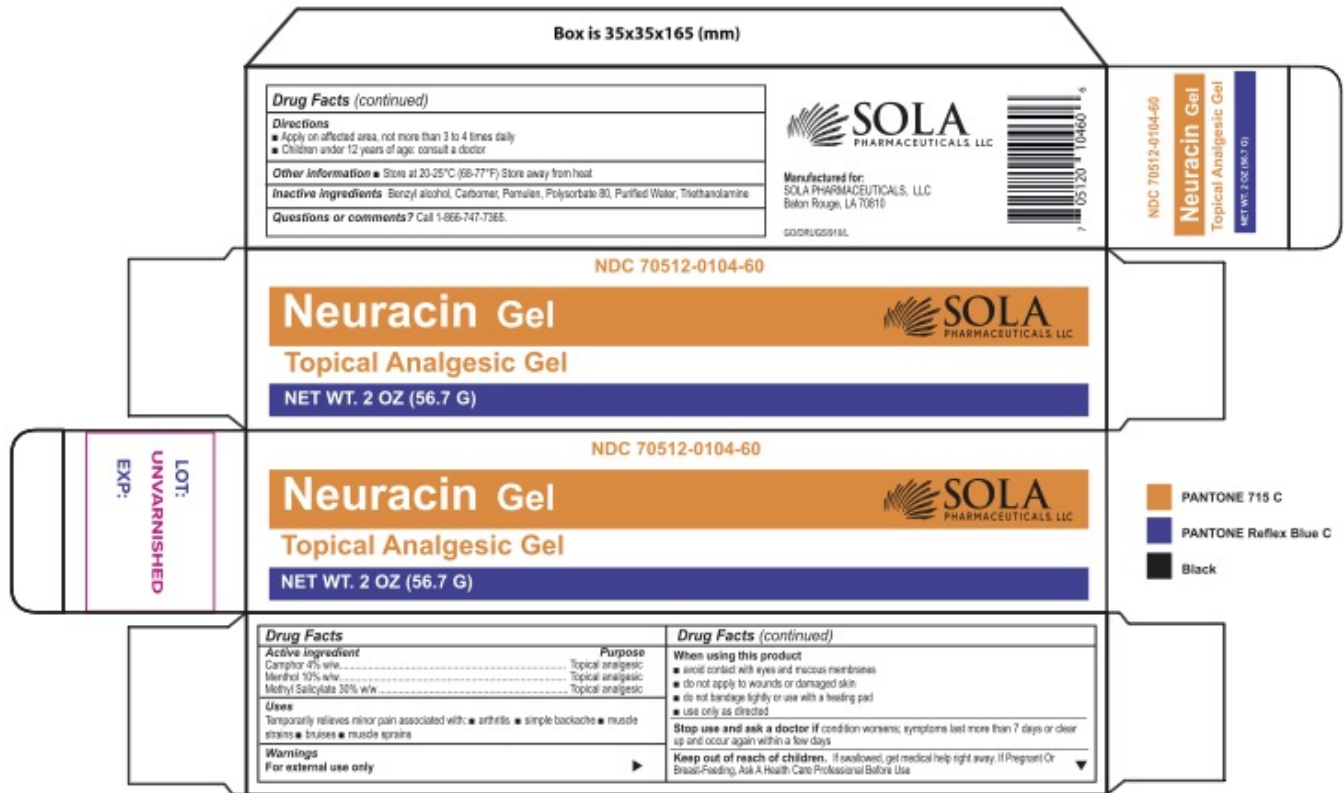 Box is 35x35x165 (mm)
Drug Facts (continued)
Directions
■ Apply on affected area, not more than 3 to 4 times daily
■ Children under 12 years of age: consult a doctor
Other information ■ Store at 20-25°C (68-77°F) Store away from heat
Inactive ingredients Benzyl alcohol, Carbomer, Pemulen, Polysorbate 80, Purified Water, Triethanolamine
Questions or comments? Call 1-866-747-7365.
SOLA
PHARMACEUTICALS, LLC
Manufactured for:
SOLA PHARMACEUTICALS, LLC
Baton Rouge, LA 70810
7 05120 10460 6
NDC 70512-0104-60
Neuracin Gel
Topical Analgesic Gel
NET WT. 2 OZ (56.7 G)
NDC 70512-0104-60
Neuracin Gel
SOLA
PHARMACEUTICALS, LLC
Topical Analgesic Gel
NET WT. 2 OZ (56.7 G)
LOT:
UNVARNISHED
EXP:
NDC 70512-0104-60
Neuracin Gel
SOLA
PHARMACEUTICALS, LLC
Topical Analgesic Gel
NET WT. 2 OZ (56.7 G)
PANTONE 715 C
PANTONE Reflex Blue C
Black
Drug Facts
Active ingredient Purpose
Camphor 4% w/w Topical analgesic
Menthol 10% w/w Topical analgesic
Methyl Salicylate 30% w/w Topical analgesic
Uses
Temporarily relieves minor pain associated with: ■ arthritis ■ simple backache ■ muscle
strains ■ bruises ■ muscle sprains
Warnings
For external use only
Drug Facts (continued)
When using this product
■ avoid contact with eyes and mucous membranes
■ do not apply to wounds or damaged skin
■ do not bandage tightly or use with a heating pad
■ use only as directed
Stop use and ask a doctor if condition worsens; symptoms last more than 7 days or clear
up and occur again within a few days
Keep out of reach of children. If swallowed, get medical help right away. If Pregnant Or
Breast-Feeding, Ask A Health Care Professional Before Use